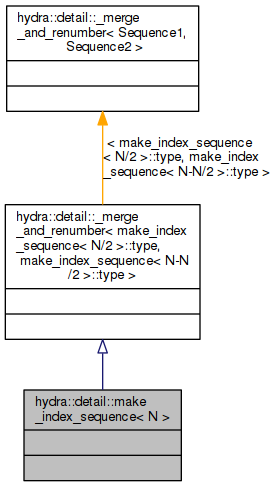 hydra::detail::_merge
_and_renumber< Sequence1,
Sequence2 >
< make_index_sequence
< N/2 >::type, make_index
_sequence< N-N/2 >::type >
hydra::detail::_merge
_and_renumber< make_index
_sequence< N/2 >::type,
make_index_sequence< N-N
/2 >::type >
hydra::detail::make
_index_sequence< N >